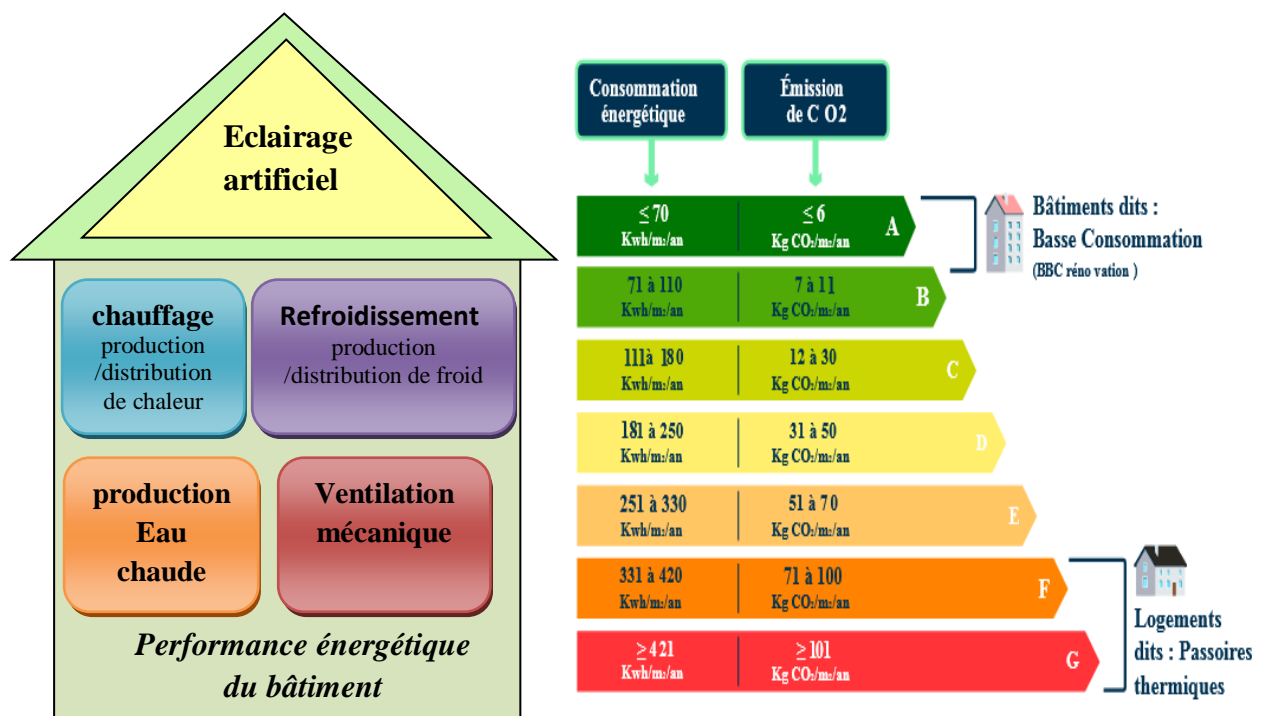 Eclairage
artificiel
chauffage
production
/distribution
de chaleur
Refroidissement
production
/distribution de froid
production
Eau
chaude
Ventilation
mécanique
Performance énergétique
du bâtiment
Consommation
énergétique
Émission
de C O2
≤ 70
Kwh/m²/an
≤ 6
Kg CO²/m²/an
A
71 à 110
Kwh/m²/an
7 à 11
Kg CO²/m²/an
B
111à 180
Kwh/m²/an
12 à 30
Kg CO²/m²/an
C
181 à 250
Kwh/m²/an
31 à 50
Kg CO²/m²/an
D
251 à 330
Kwh/m²/an
51 à 70
Kg CO²/m²/an
E
331 à 420
Kwh/m²/an
71 à 100
Kg CO²/m²/an
F
≥ 421
Kwh/m²/an
≥ 101
Kg CO²/m²/an
G
Bâtiments dits :
Basse Consommation
(BBC réno vation )
Logements
dits : Passoires
thermiques